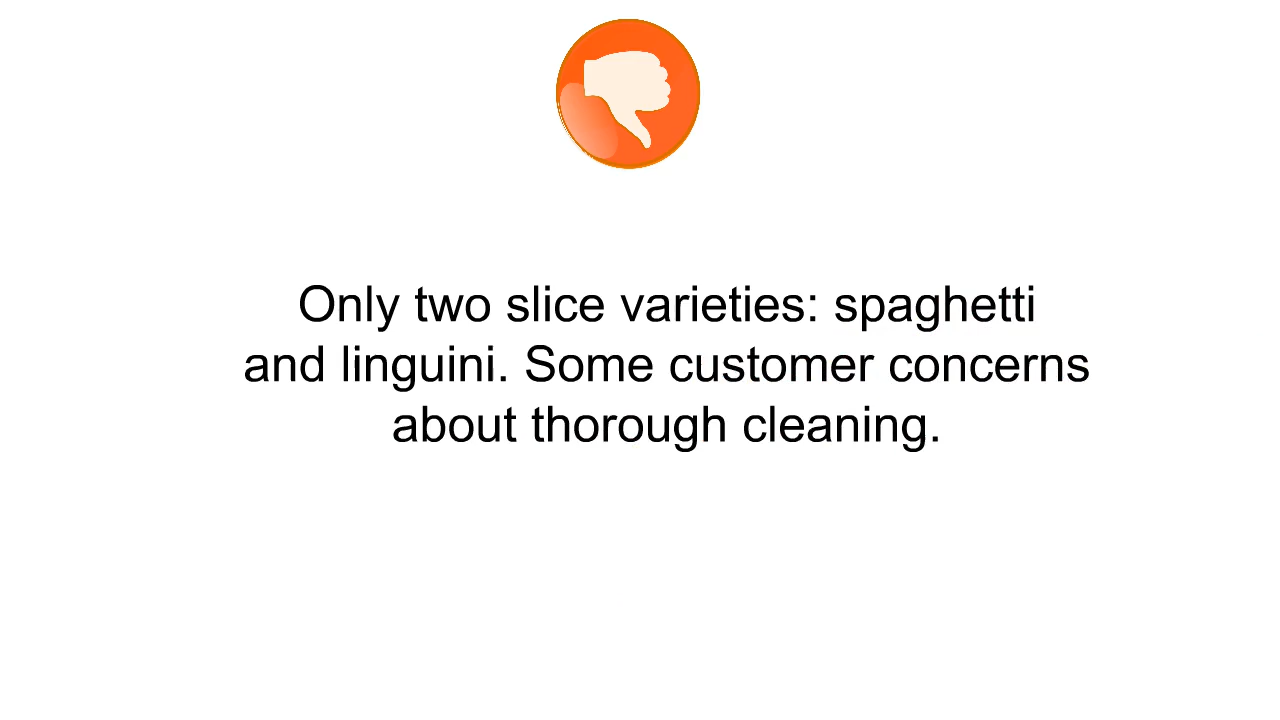 Only two slice varieties: spaghetti
and linguini. Some customer concerns
about thorough cleaning.